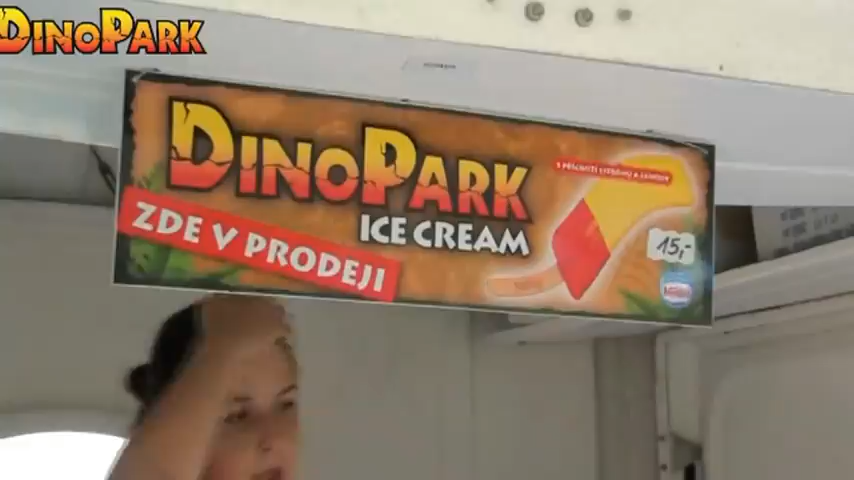 DINOPARK
DINOPARK
ICE CREAM
ZDE V PRODEJI
15,-